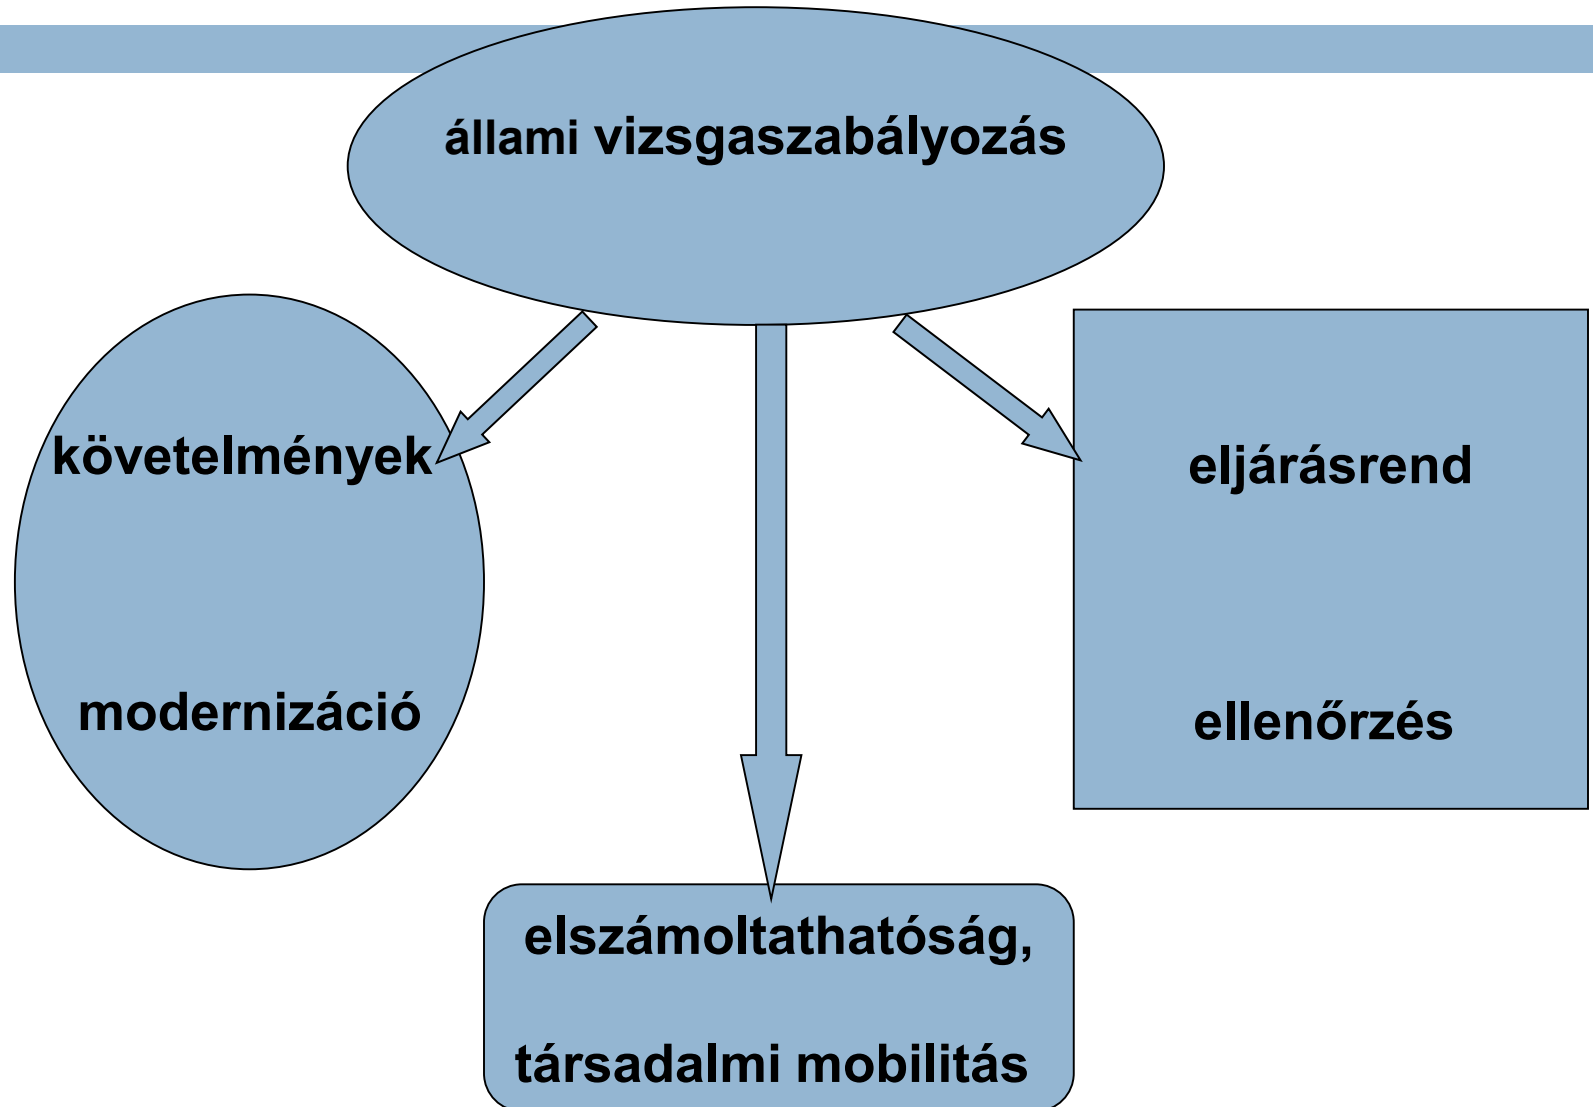 állami vizsgaszabályozás
követelmények
modernizáció
eljárásrend
ellenőrzés
elszámoltathatóság,
társadalmi mobilitás